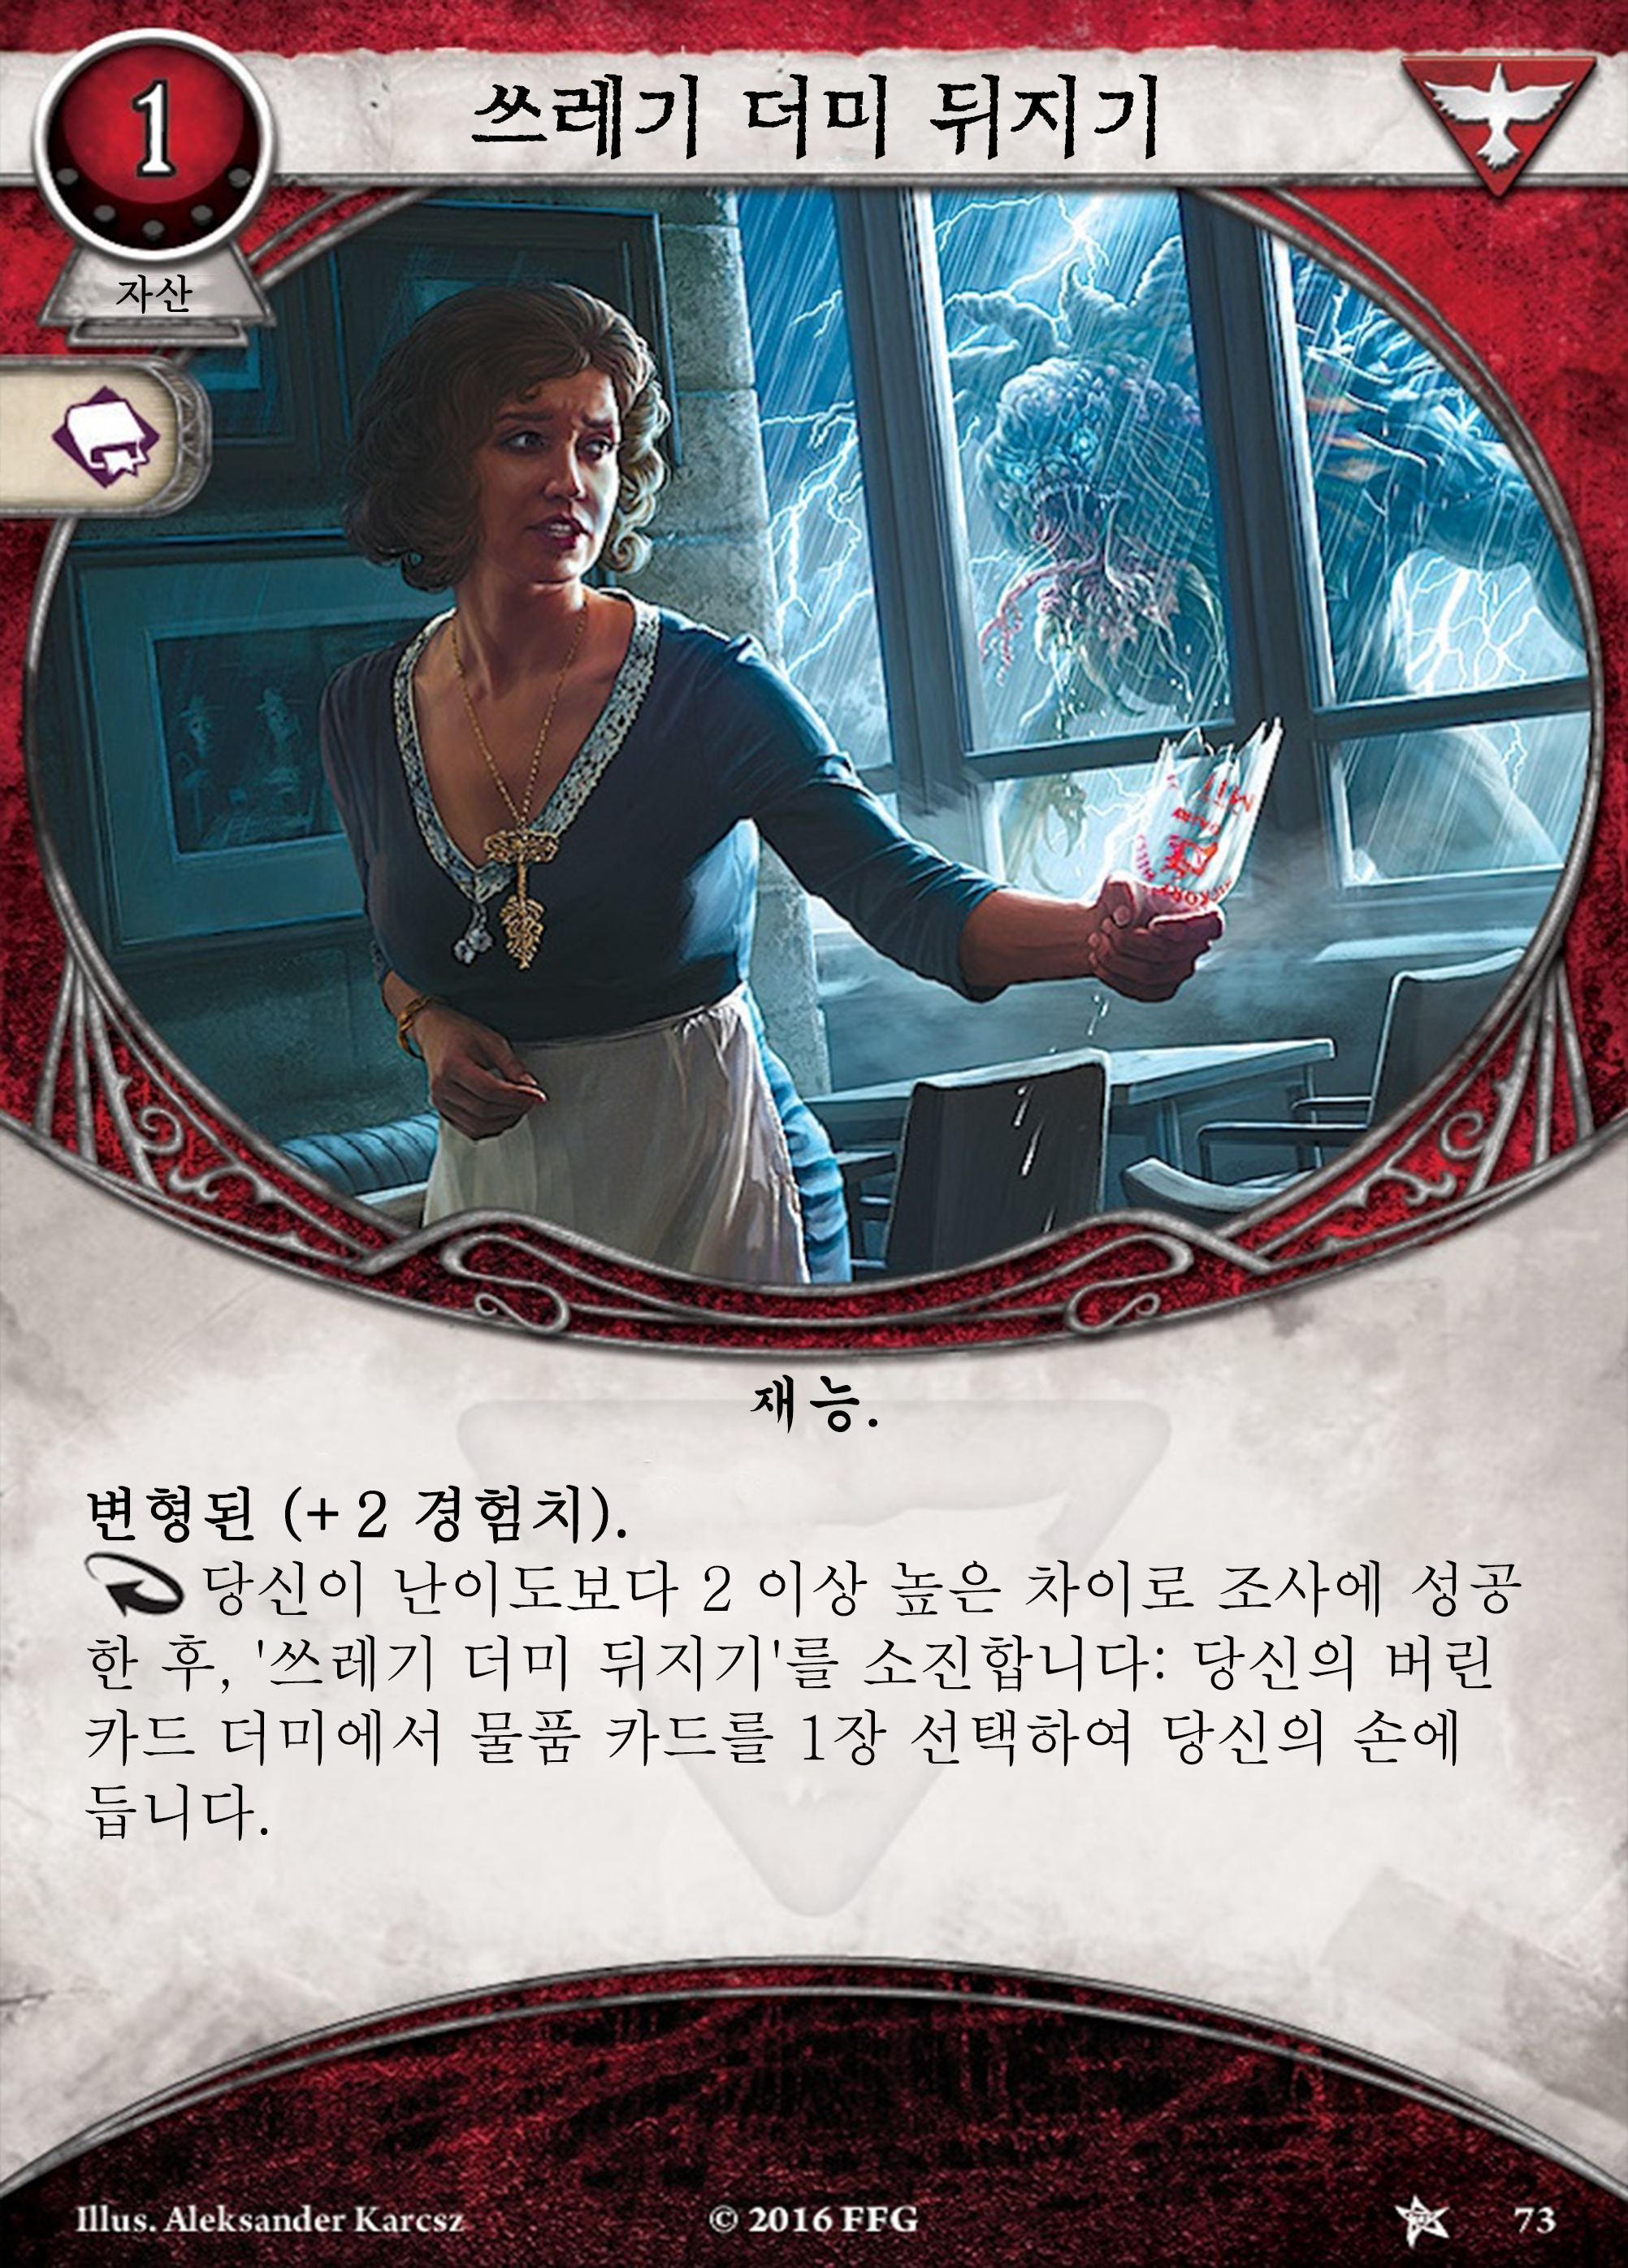 1
쓰레기 더미 뒤지기
자산
재능.
변형된 (+2 경험치).
당신이 난이도보다 2 이상 높은 차이로 조사에 성공
한 후, '쓰레기 더미 뒤지기'를 소진합니다: 당신의 버린
카드 더미에서 물품 카드를 1장 선택하여 당신의 손에
둡니다.
Illus. Aleksander Karcsz
© 2016 FFG
73